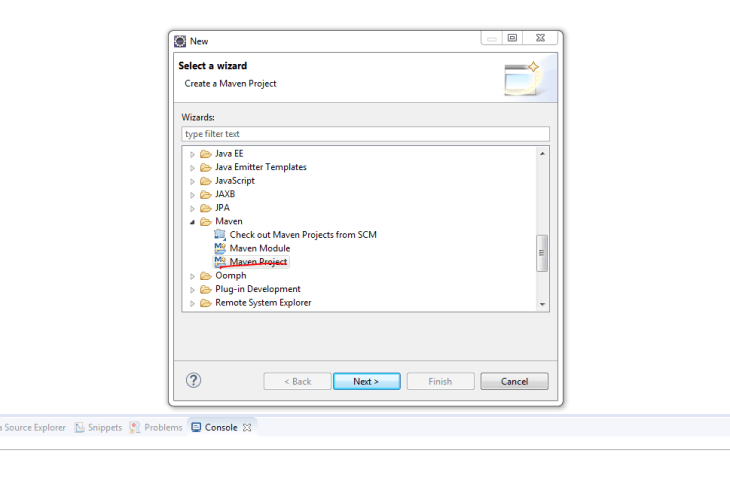 New
Select a wizard
Create a Maven Project
Wizards:
type filter text
Java EE
Java Emitter Templates
JavaScript
JAXB
JPA
Maven
Check out Maven Projects from SCM
Maven Module
Maven Project
Oomph
Plug-in Development
Remote System Explorer
< Back Next > Finish Cancel
a Source Explorer Snippets Problems Console